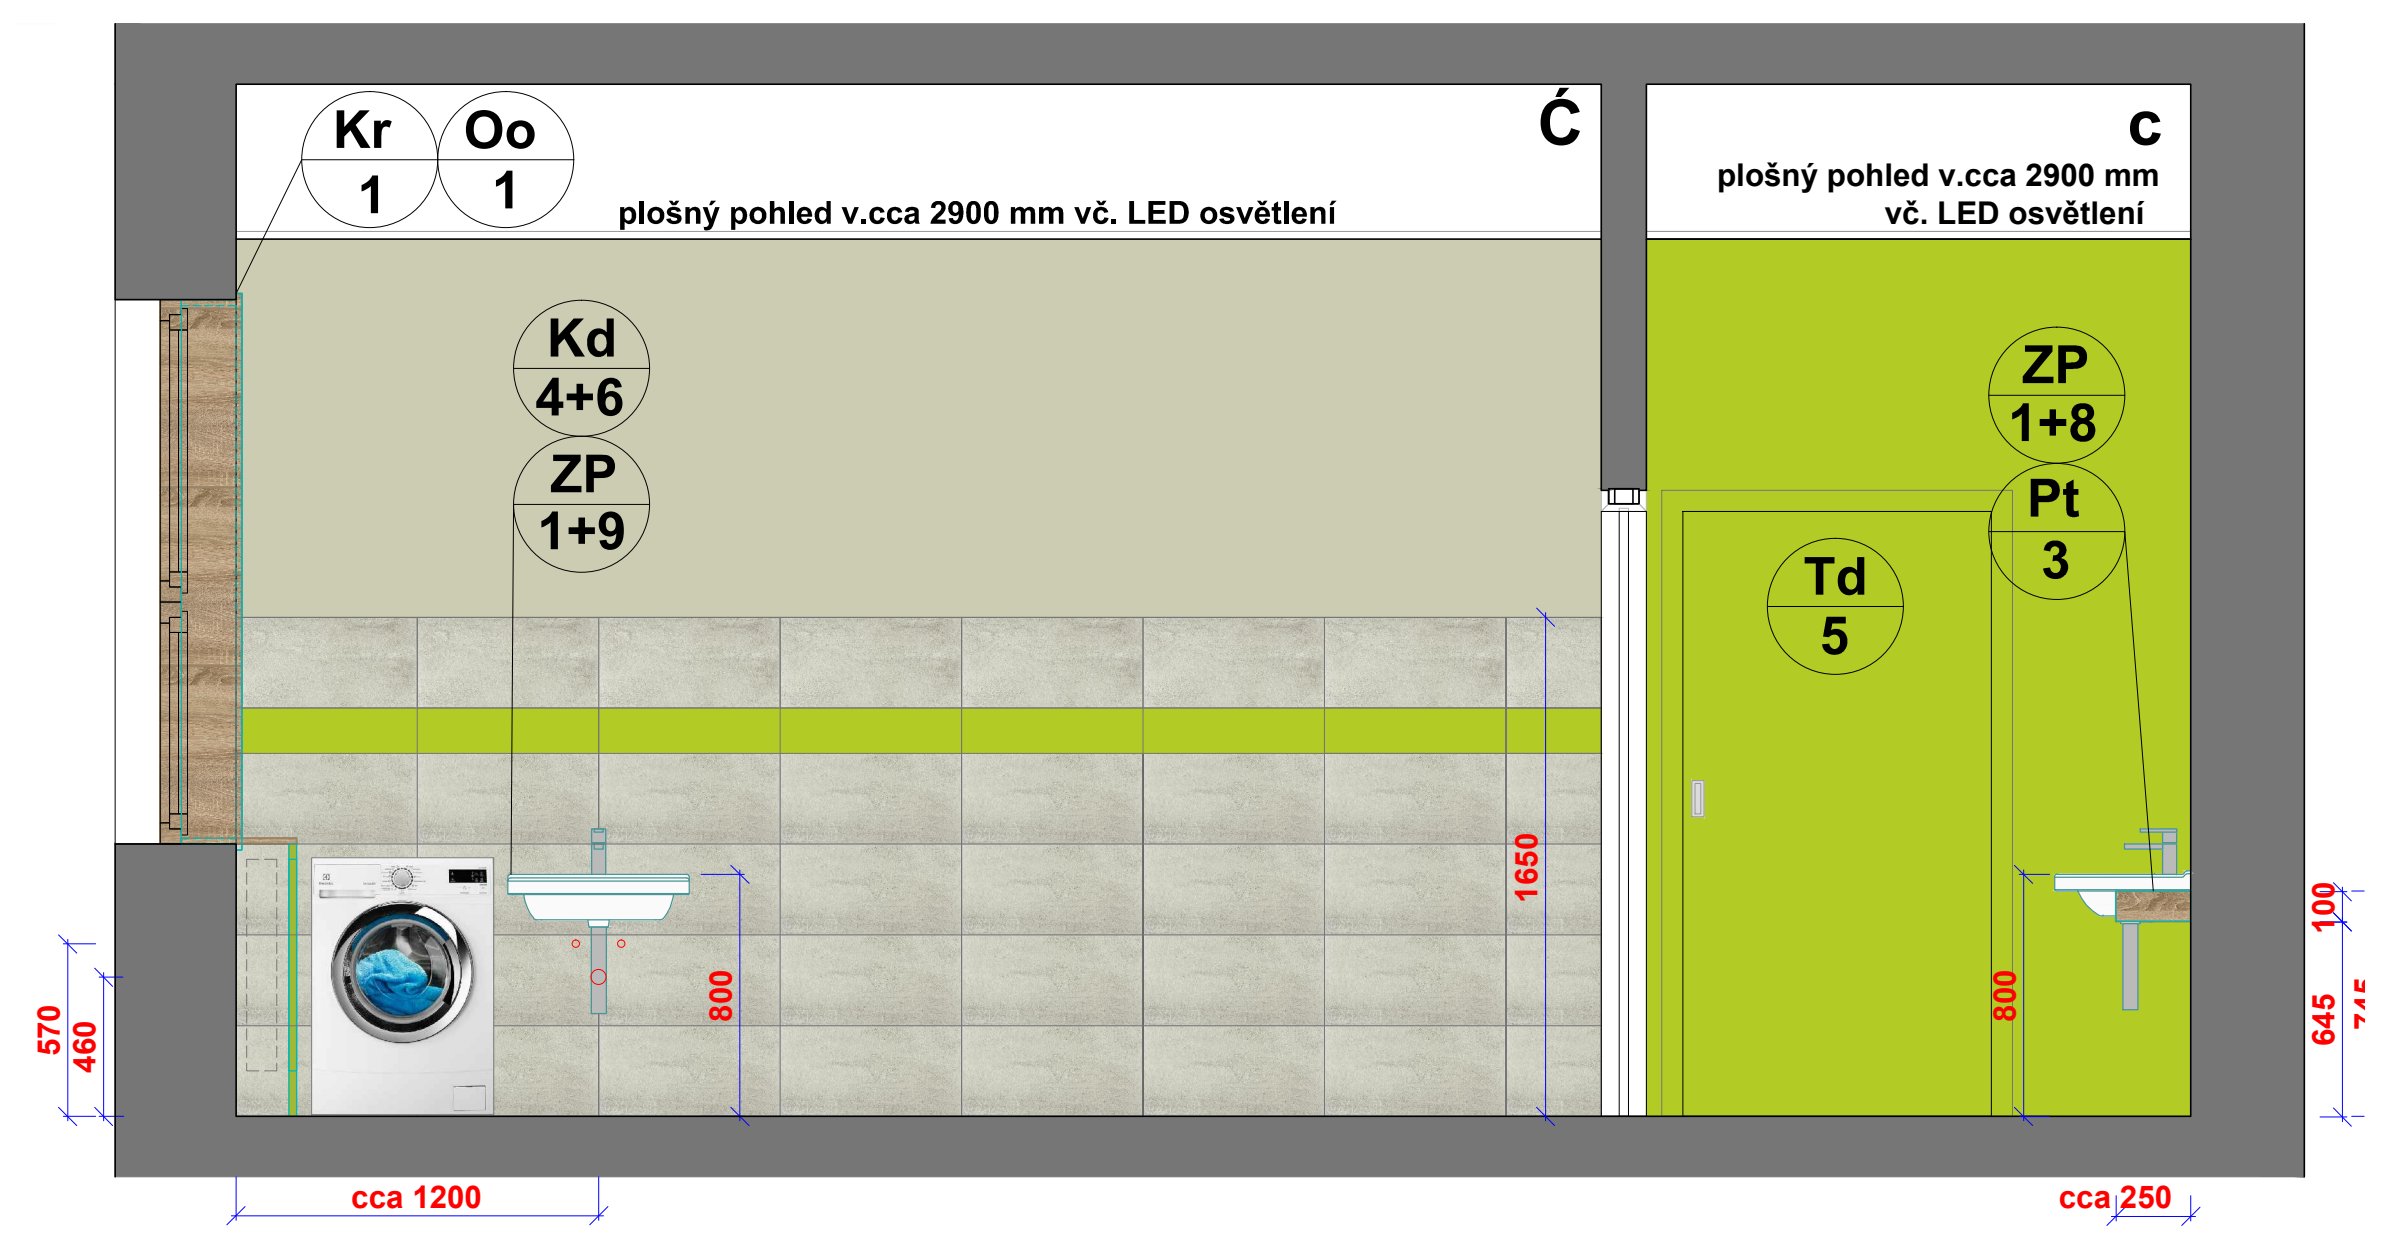 Kr
1
Oo
1
Ć
c
plošný pohled v.cca 2900 mm
vč. LED osvětlení
plošný pohled v.cca 2900 mm vč. LED osvětlení
Kd
4+6
ZP
1+9
ZP
1+8
Pt
3
Td
5
1650
800
800
100
645
745
570
460
cca 1200
cca 250